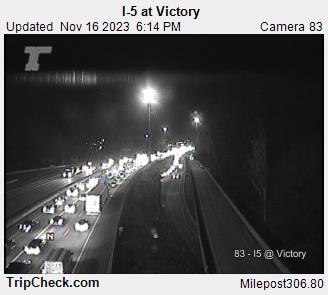 I-5 at Victory
Updated Nov 16 2023 6:14 PM Camera 83
T
83 - I5 @ Victory
TripCheck.com Milepost306.80